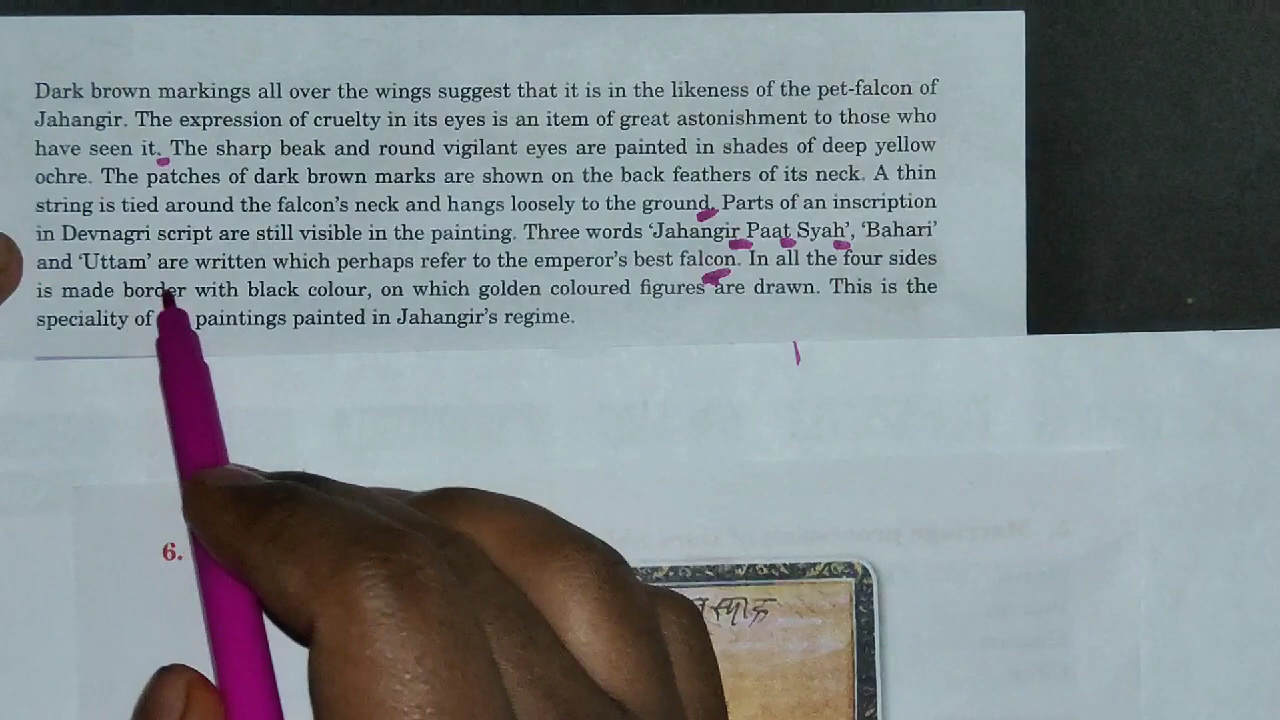 Dark brown markings all over the wings suggest that it is in the likeness of the pet-falcon of
Jahangir. The expression of cruelty in its eyes is an item of great astonishment to those who
have seen it. The sharp beak and round vigilant eyes are painted in shades of deep yellow
ochre. The patches of dark brown marks are shown on the back feathers of its neck. A thin
string is tied around the falcon's neck and hangs loosely to the ground. Parts of an inscription
in Devnagri script are still visible in the painting. Three words 'Jahangir Paat Syah', 'Bahari'
and 'Uttam' are written which perhaps refer to the emperor's best falcon. In all the four sides
is made border with black colour, on which golden coloured figures are drawn. This is the
speciality of paintings painted in Jahangir's regime.
6.